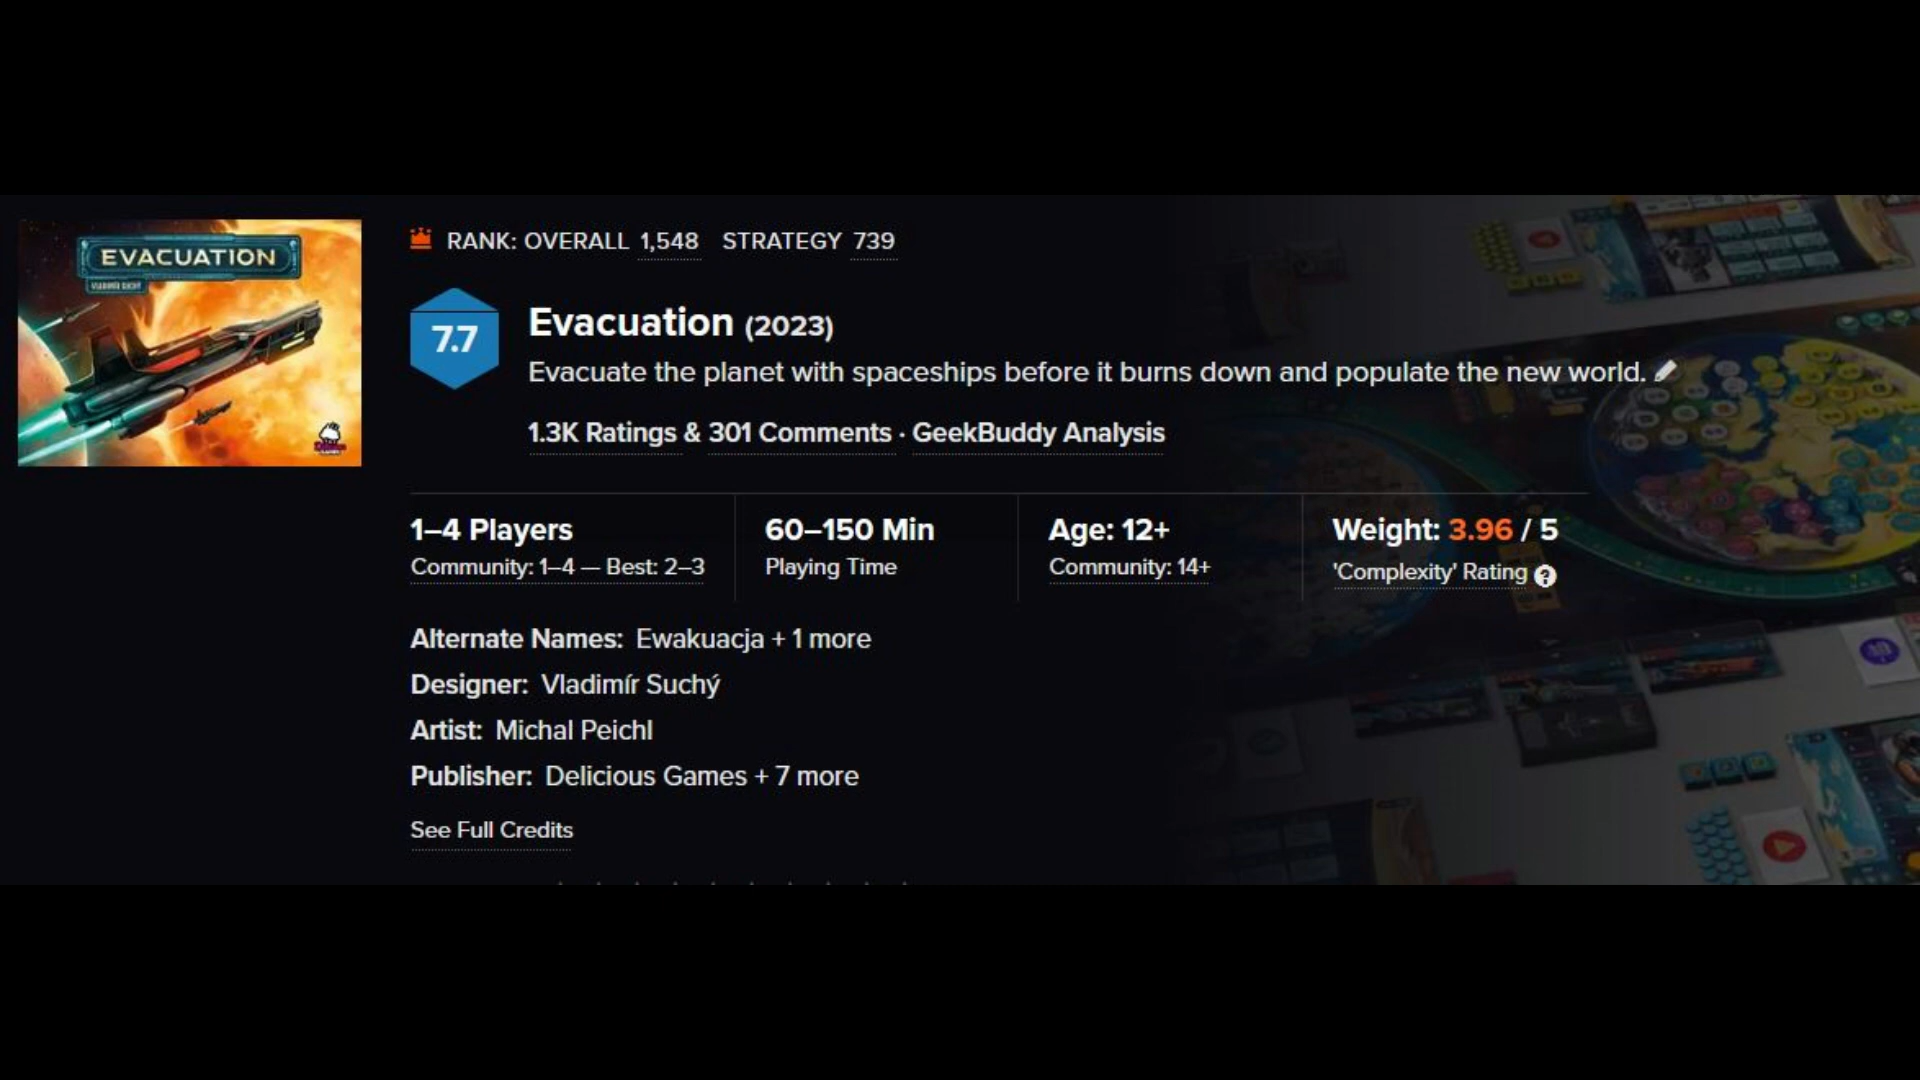 EVACUATION
VLADIMÍR SUCHÝ
RANK: OVERALL 1,548 STRATEGY 739
7.7
Evacuation (2023)
Evacuate the planet with spaceships before it burns down and populate the new world.
1.3K Ratings & 301 Comments · GeekBuddy Analysis
1–4 Players
Community: 1–4 — Best: 2–3
60–150 Min
Playing Time
Age: 12+
Community: 14+
Weight: 3.96 / 5
'Complexity' Rating ?
Alternate Names: Ewakuacja + 1 more
Designer: Vladimír Suchý
Artist: Michal Peichl
Publisher: Delicious Games + 7 more
See Full Credits